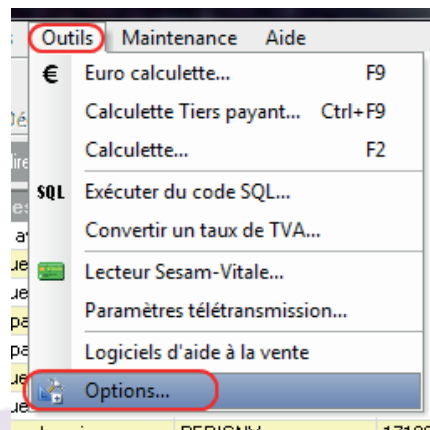 Outils Maintenance Aide
€ Euro calculette... F9
Calculette Tiers payant... Ctrl+F9
Calculette... F2
SQL Exécuter du code SQL...
Convertir un taux de TVA...
Lecteur Sesam-Vitale...
Paramètres télétransmission...
Logiciels d'aide à la vente
Options...